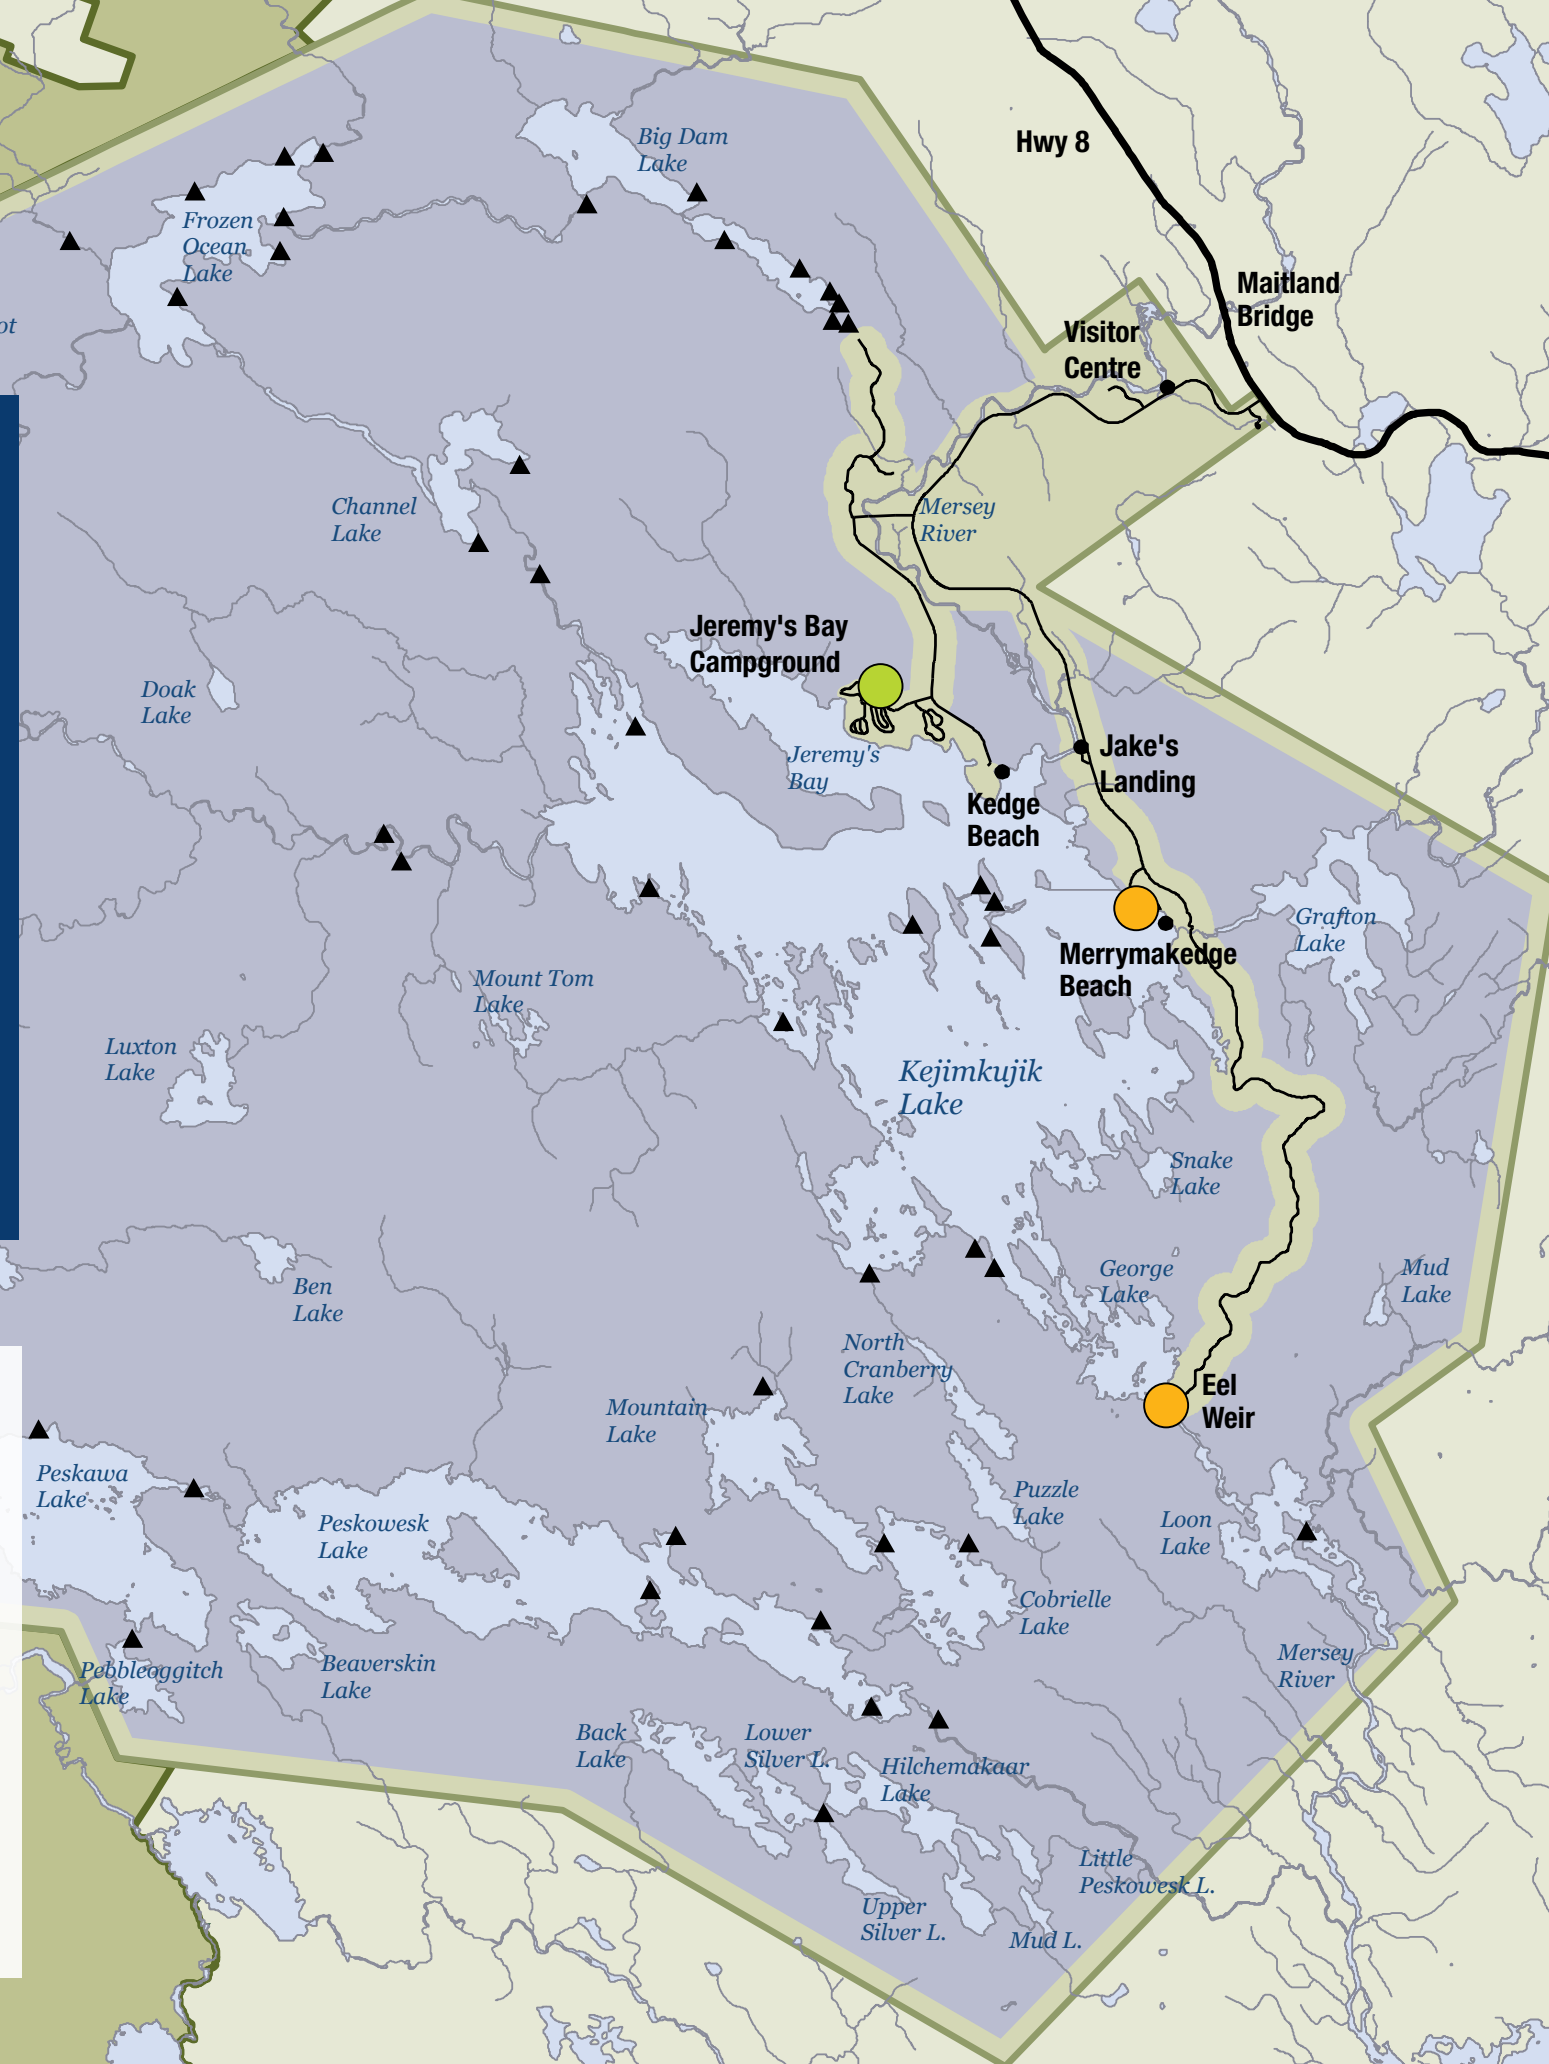 Big Dam
Lake
Hwy 8
Frozen
Ocean
Lake
Maitland
Bridge
ot
Visitor
Centre
Channel
Lake
Mersey
River
Jeremy's Bay
Campground
Doak
Lake
Jeremy's
Bay
Jake's
Landing
Kedge
Beach
Grafton
Lake
Merrymakedge
Beach
Mount Tom
Lake
Luxton
Lake
Kejimkujik
Lake
Snake
Lake
George
Lake
Mud
Lake
Ben
Lake
North
Cranberry
Lake
Eel
Weir
Mountain
Lake
Peskawa
Lake
Peskowesk
Lake
Puzzle
Lake
Loon
Lake
Cobrielle
Lake
Mersey
River
Pebbleoggitch
Lake
Beaverskin
Lake
Back
Lake
Lower
Silver L.
Hilchemakaar
Lake
Little
Peskowesk L.
Upper
Silver L.
Mud L.